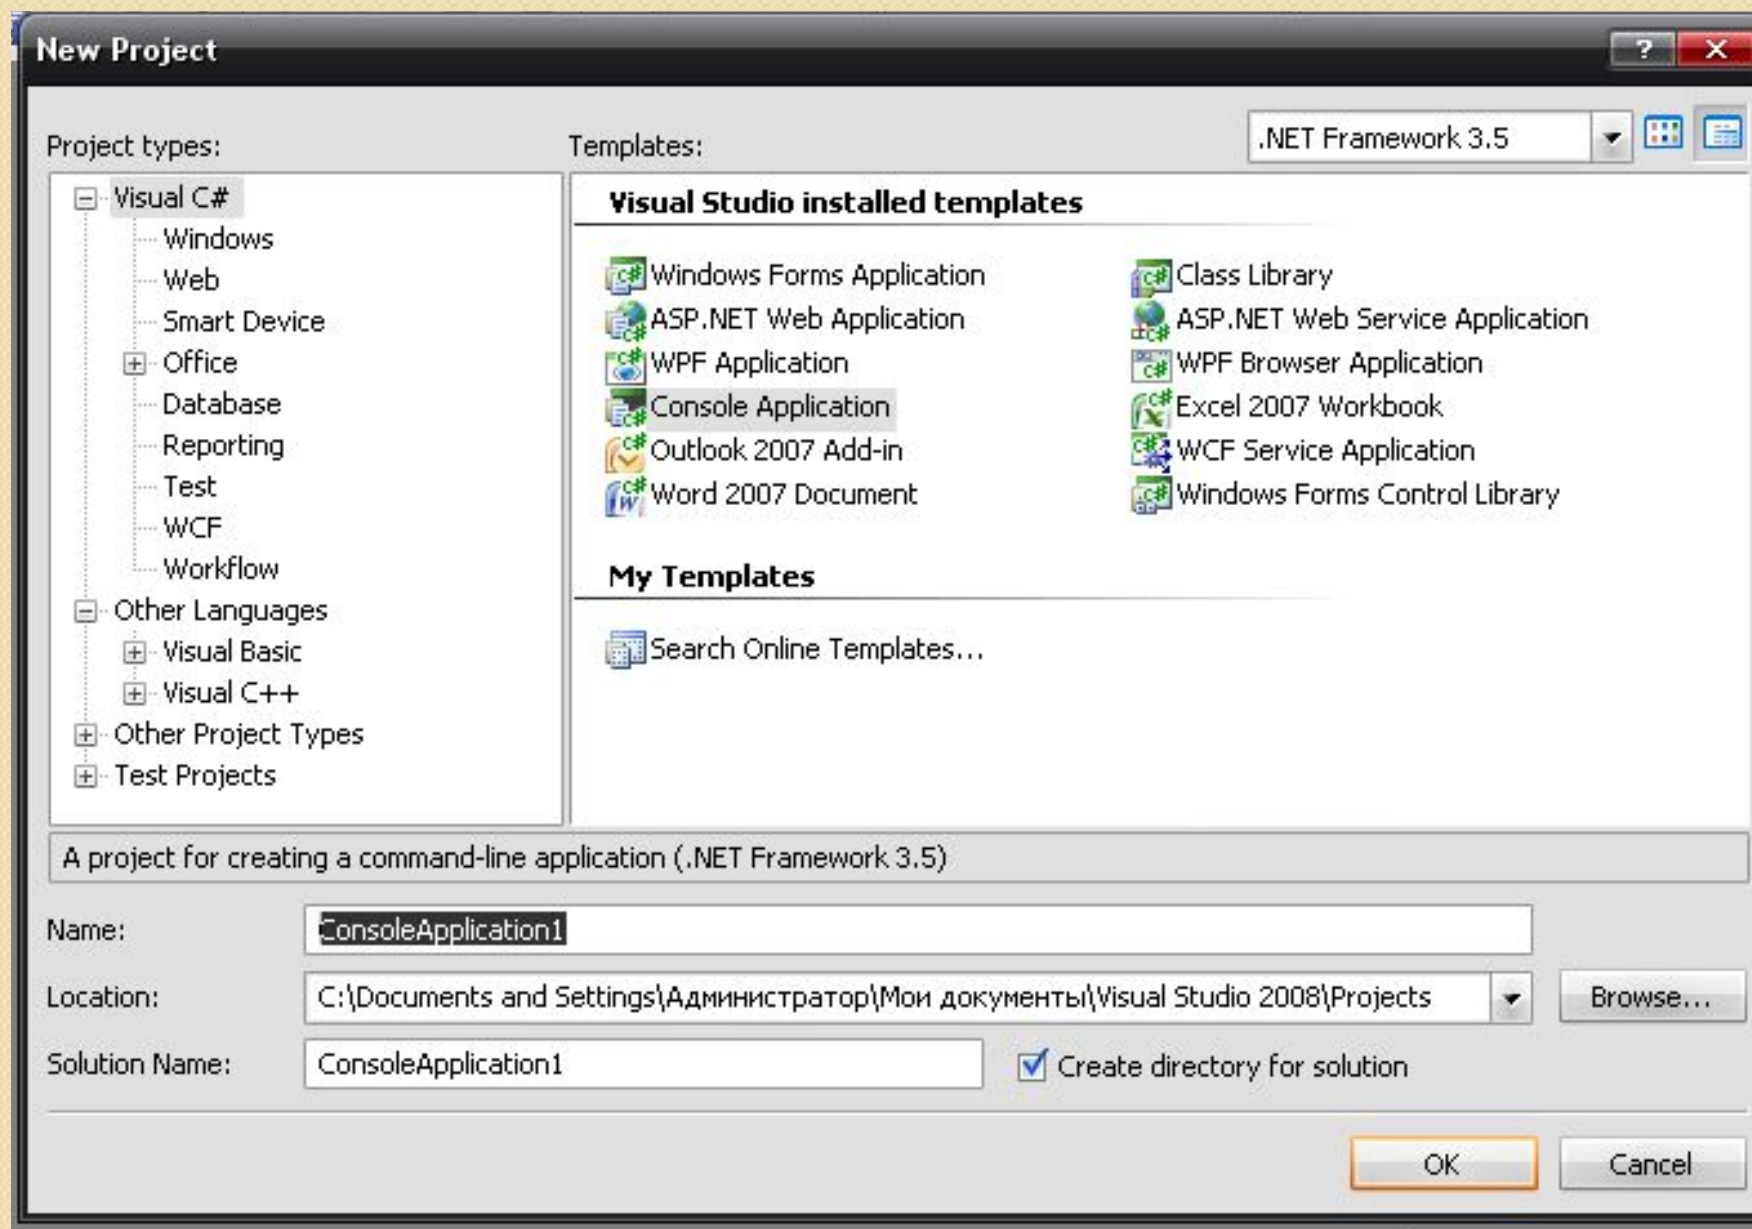 New Project
Project types:
Templates:
.NET Framework 3.5
Visual C#
Windows
Web
Smart Device
Office
Database
Reporting
Test
WCF
Workflow
Other Languages
Visual Basic
Visual C++
Other Project Types
Test Projects
Visual Studio installed templates
Windows Forms Application
Class Library
ASP.NET Web Application
ASP.NET Web Service Application
WPF Application
WPF Browser Application
Console Application
Excel 2007 Workbook
Outlook 2007 Add-in
WCF Service Application
Word 2007 Document
Windows Forms Control Library
My Templates
Search Online Templates...
A project for creating a command-line application (.NET Framework 3.5)
Name:
ConsoleApplication1
Location:
C:\Documents and Settings\Администратор\Мои документы\Visual Studio 2008\Projects
Browse...
Solution Name:
ConsoleApplication1
Create directory for solution
OK
Cancel